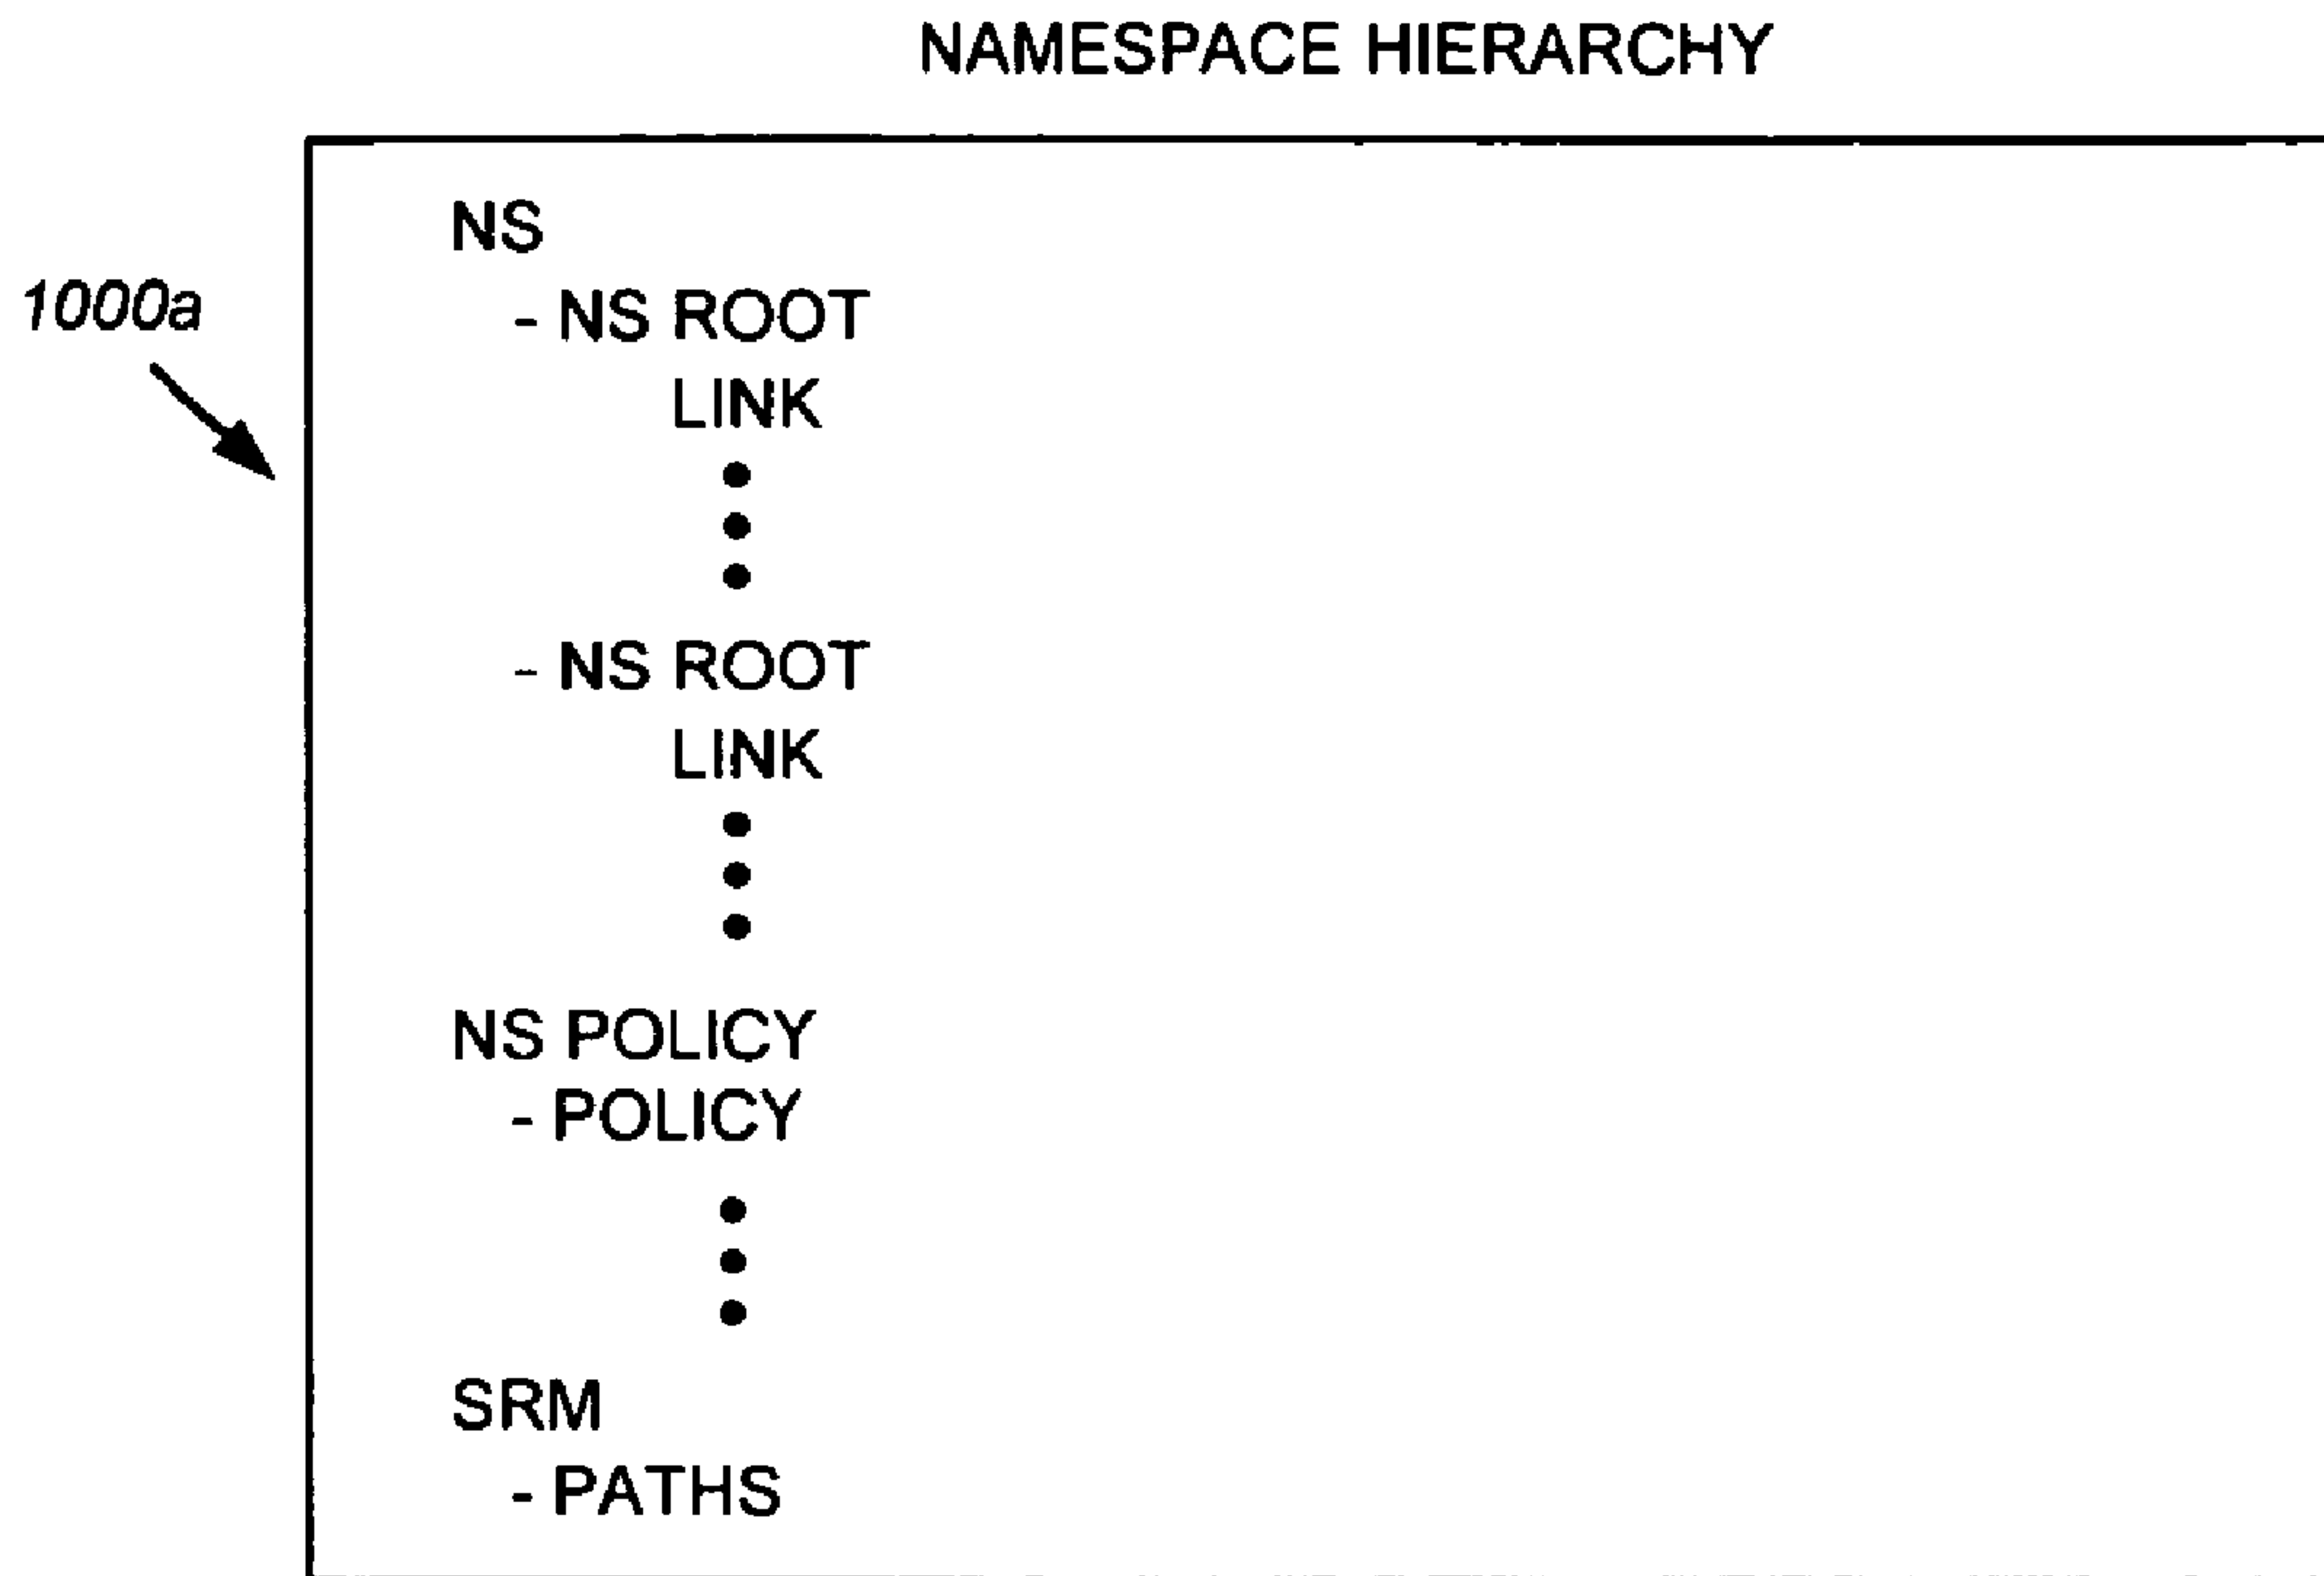 NAMESPACE HIERARCHY
1000a
NS
- NS ROOT
LINK
- NS ROOT
LINK
NS POLICY
- POLICY
SRM
- PATHS